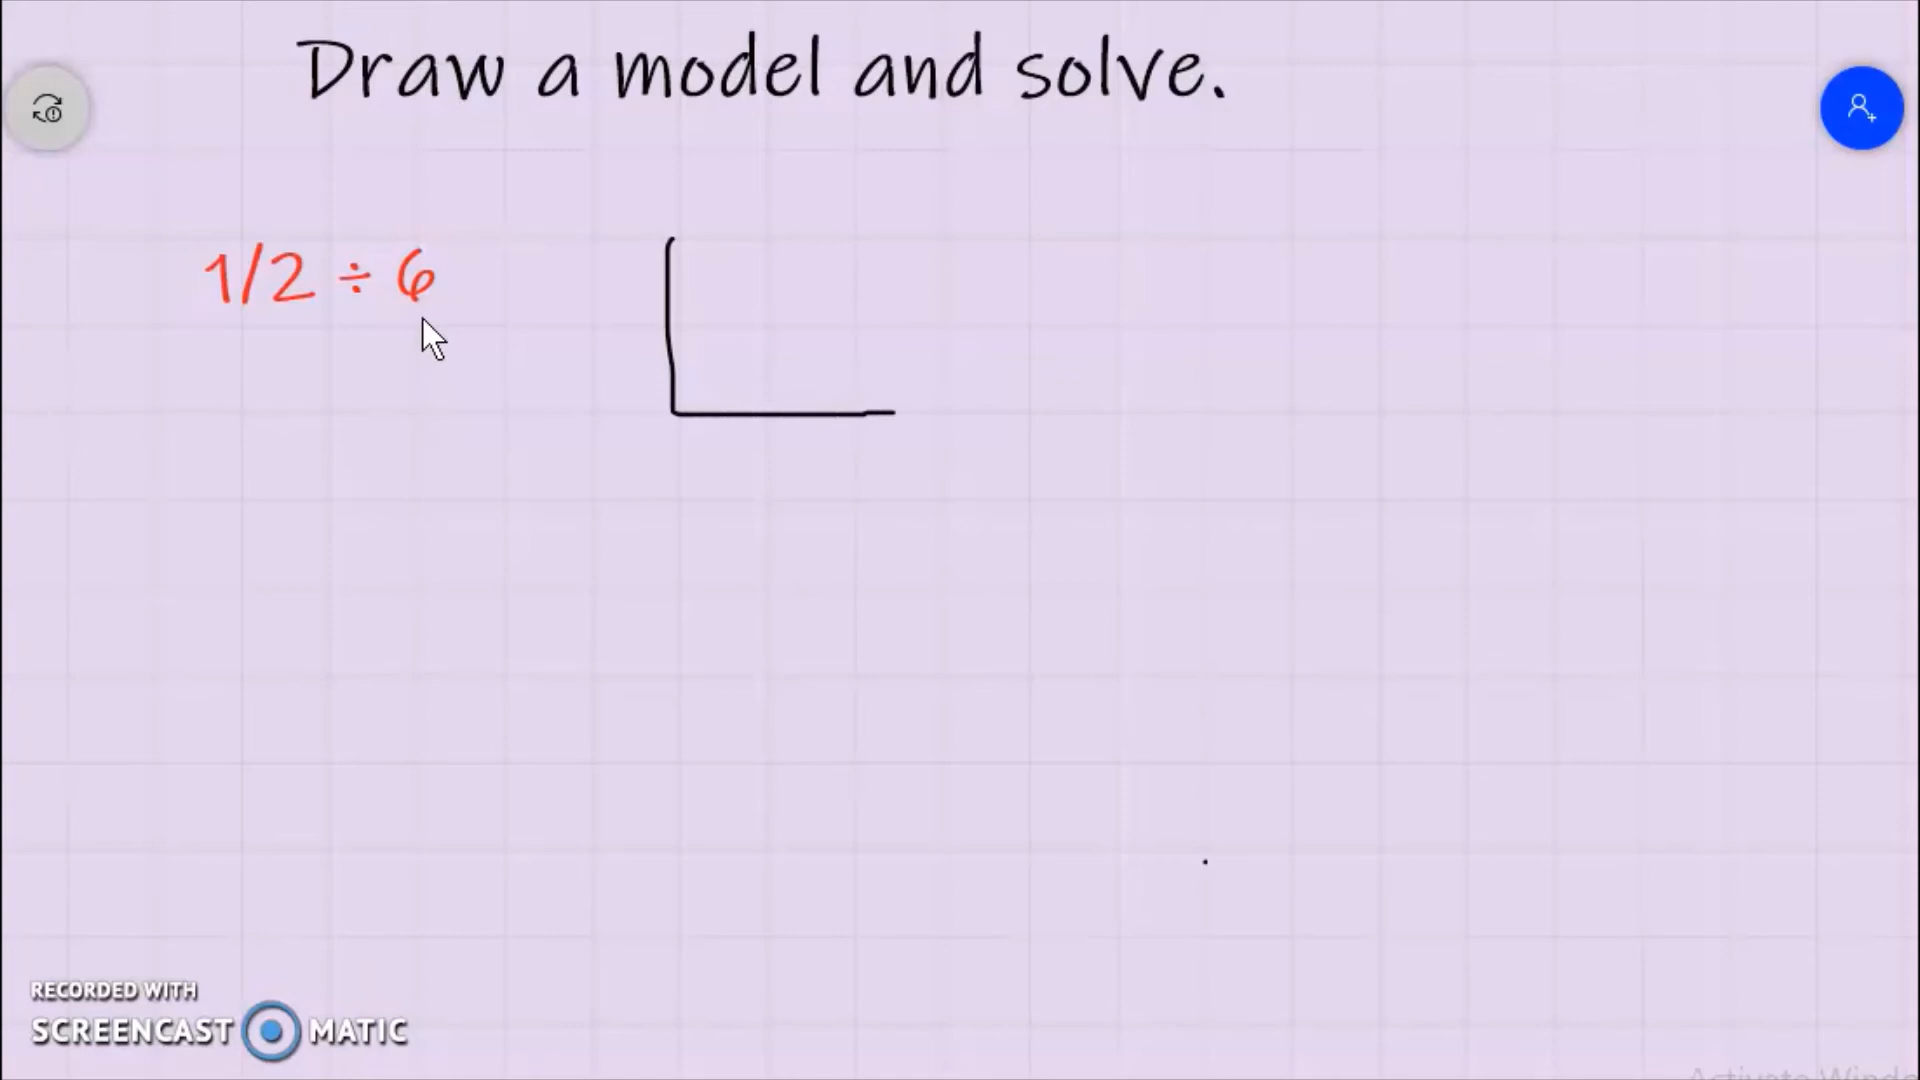 Draw a model and solve.
1/2 ÷ 6
RECORDED WITH
SCREENCAST MATIC